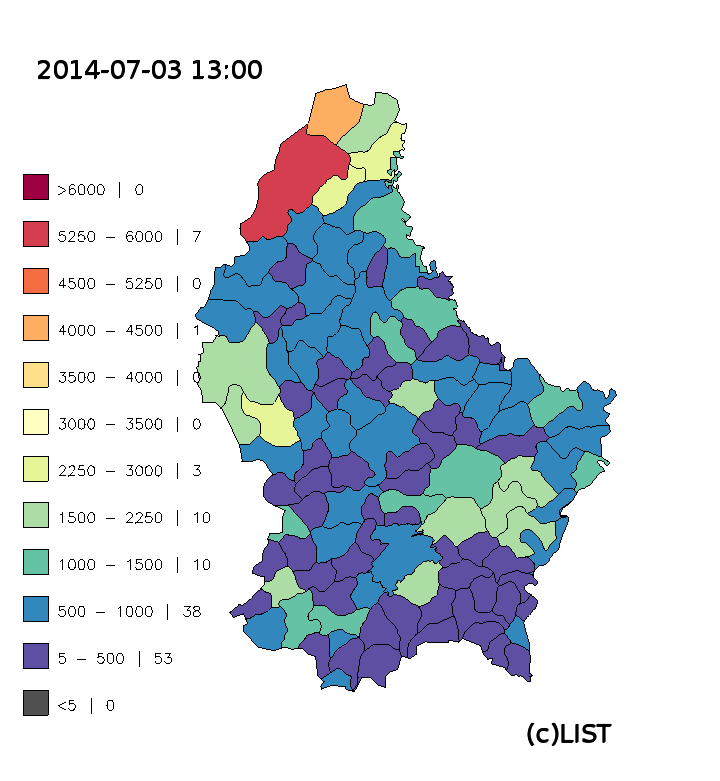 2014-07-03 13:00
>6000 | 0
5250 – 6000 | 7
4500 – 5250 | 0
4000 – 4500 | 1
3500 – 4000 | 0
3000 – 3500 | 0
2250 – 3000 | 3
1500 – 2250 | 10
1000 – 1500 | 10
500 – 1000 | 38
5 – 500 | 53
<5 | 0
(c)LIST